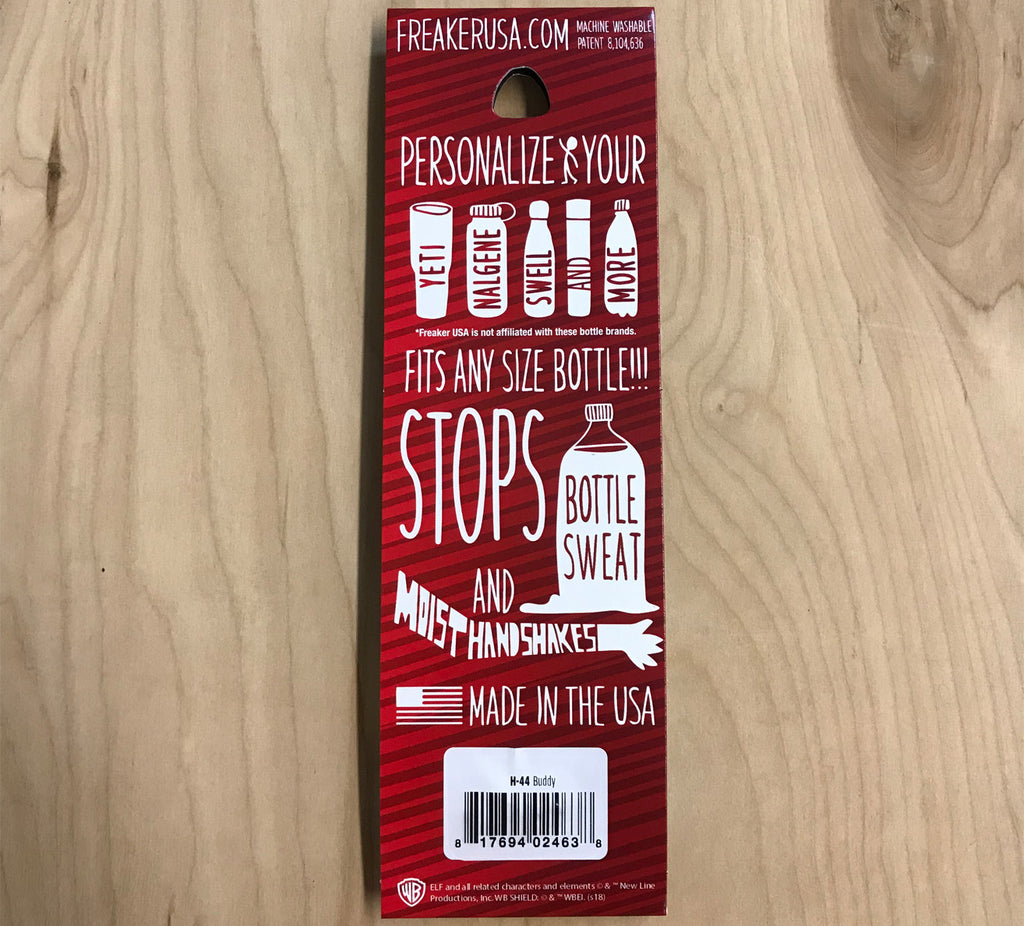 FREAKERUSA.COM MACHINE WASHABLE
PATENT 8,104,636
PERSONALIZE YOUR
YETI NALGENE SWELL AND MORE
*Freaker USA is not affiliated with these bottle brands.
FITS ANY SIZE BOTTLE!!!
STOPS
BOTTLE
SWEAT
AND
MOIST HANDSHAKES
MADE IN THE USA
H-44 Buddy
8 17694 02463 8
WB ELF and all related characters and elements © & ™ New Line
Productions, Inc. WB SHIELD: © & ™ WBEI. (s18)